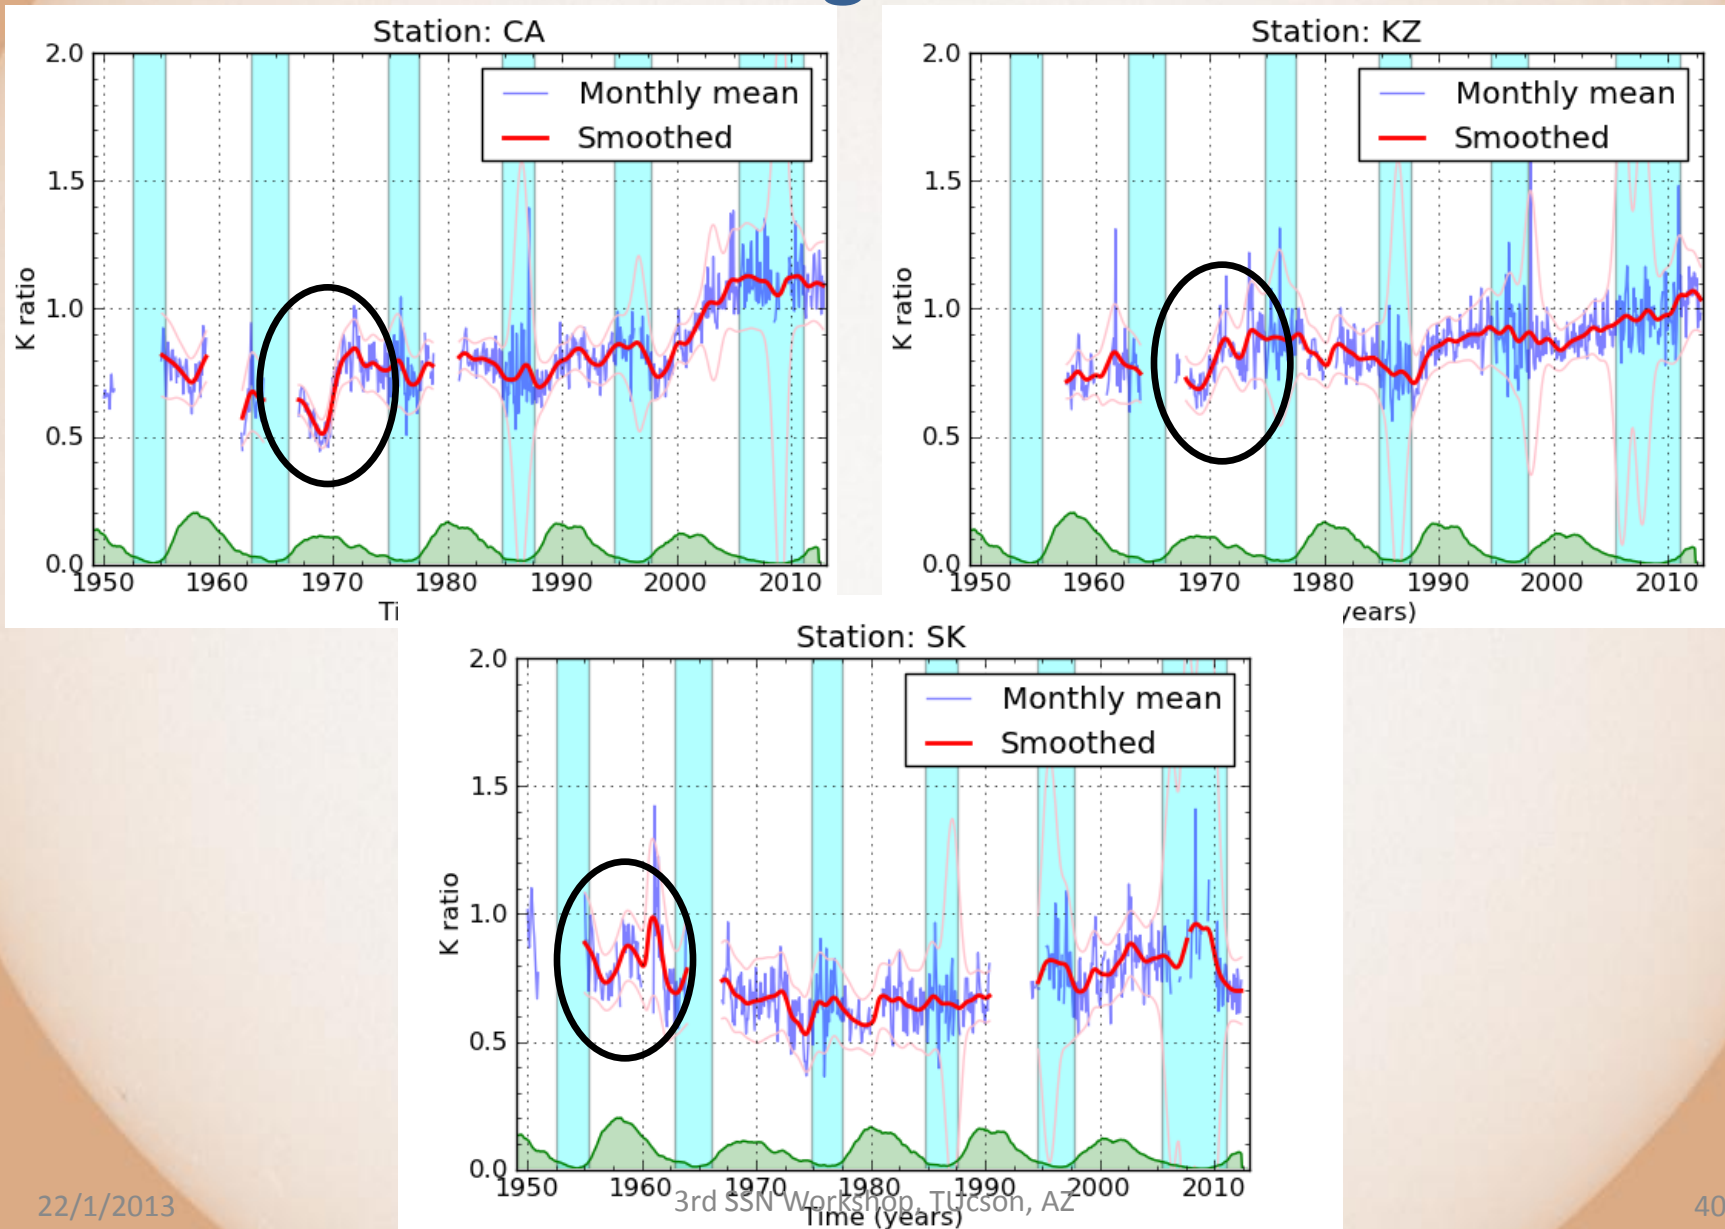 Station: CA
2.0
1.5
1.0
0.5
0.0
K ratio
Monthly mean
Smoothed
1950 1960 1970 1980 1990 2000 2010
Ti
Station: KZ
2.0
1.5
1.0
0.5
0.0
K ratio
Monthly mean
Smoothed
1950 1960 1970 1980 1990 2000 2010
years)
Station: SK
2.0
1.5
1.0
0.5
0.0
K ratio
Monthly mean
Smoothed
1950 1960 1970 1980 1990 2000 2010
Time (years)
22/1/2013
3rd SSN Workshop, TUcson, AZ
40